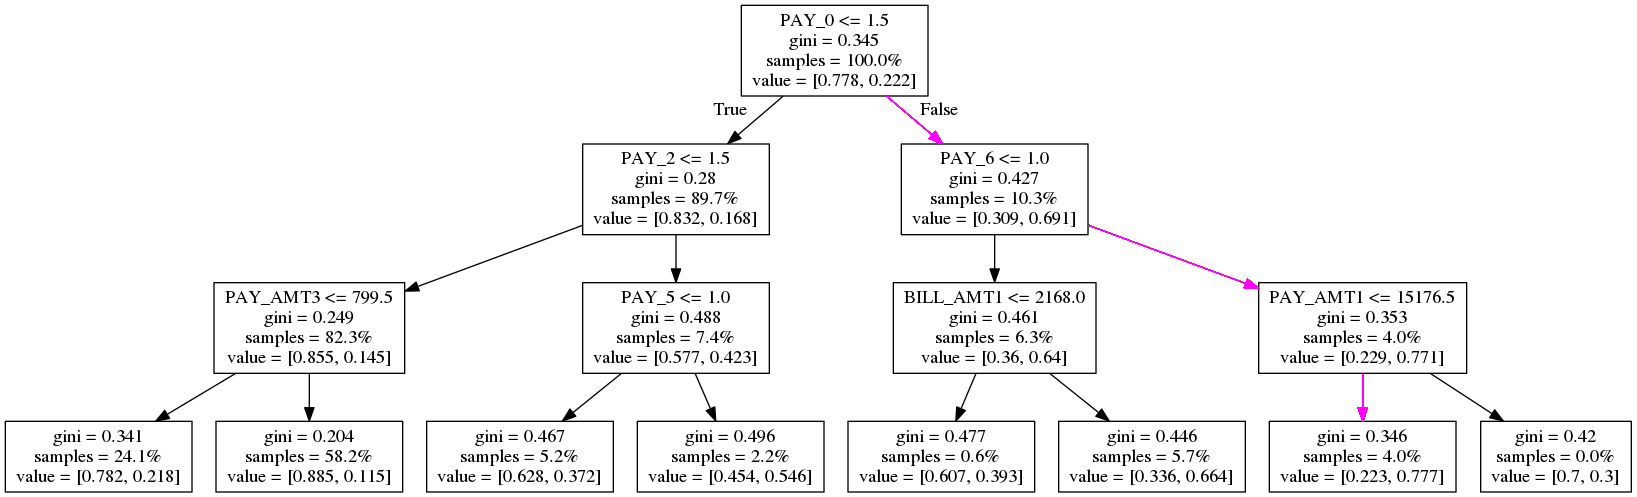 PAY_0 <= 1.5
gini = 0.345
samples = 100.0%
value = [0.778, 0.222]
True
False
PAY_2 <= 1.5
gini = 0.28
samples = 89.7%
value = [0.832, 0.168]
PAY_6 <= 1.0
gini = 0.427
samples = 10.3%
value = [0.309, 0.691]
PAY_AMT3 <= 799.5
gini = 0.249
samples = 82.3%
value = [0.855, 0.145]
PAY_5 <= 1.0
gini = 0.488
samples = 7.4%
value = [0.577, 0.423]
BILL_AMT1 <= 2168.0
gini = 0.461
samples = 6.3%
value = [0.36, 0.64]
PAY_AMT1 <= 15176.5
gini = 0.353
samples = 4.0%
value = [0.229, 0.771]
gini = 0.341
samples = 24.1%
value = [0.782, 0.218]
gini = 0.204
samples = 58.2%
value = [0.885, 0.115]
gini = 0.467
samples = 5.2%
value = [0.628, 0.372]
gini = 0.496
samples = 2.2%
value = [0.454, 0.546]
gini = 0.477
samples = 0.6%
value = [0.607, 0.393]
gini = 0.446
samples = 5.7%
value = [0.336, 0.664]
gini = 0.346
samples = 4.0%
value = [0.223, 0.777]
gini = 0.42
samples = 0.0%
value = [0.7, 0.3]